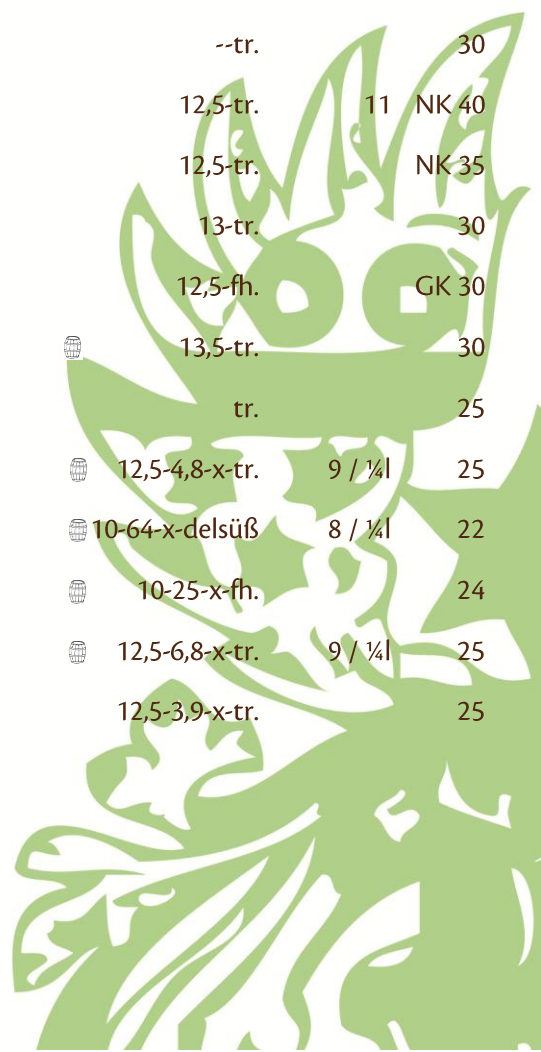 --tr. 30
12,5-tr. 11 NK 40
12,5-tr. NK 35
13-tr. 30
12,5-fh. GK 30
13,5-tr. 30
tr. 25
12,5-4,8-x-tr. 9 / ¼l 25
10-64-x-delsüß 8 / ¼l 22
10-25-x-fh. 24
12,5-6,8-x-tr. 9 / ¼l 25
12,5-3,9-x-tr. 25